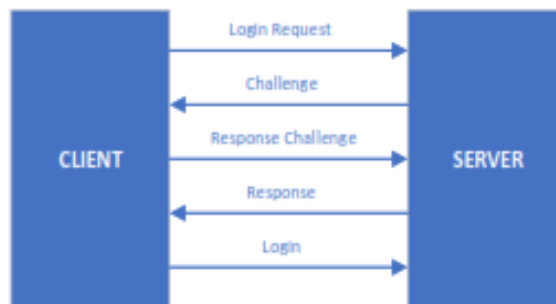 Login Request
Challenge
CLIENT
Response Challenge
SERVER
Response
Login